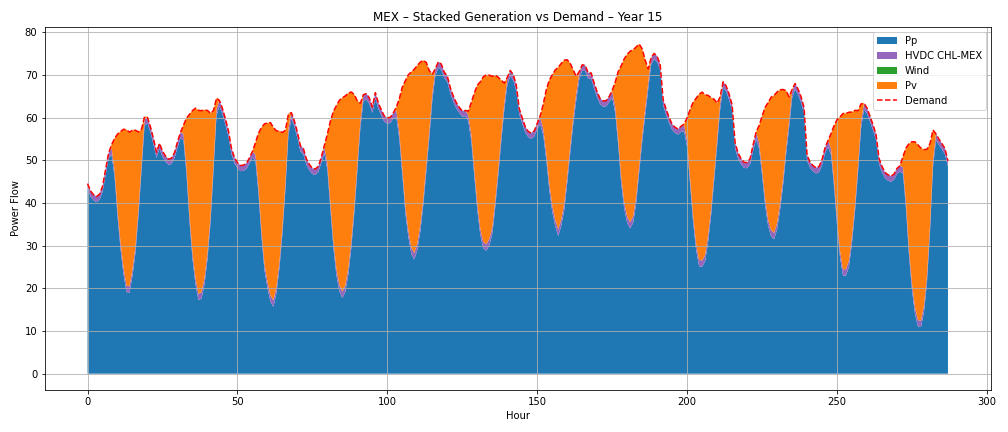 MEX – Stacked Generation vs Demand – Year 15
80
70
60
50
40
30
20
10
0
Power Flow
Pp
HVDC CHL-MEX
Wind
Pv
Demand
0 50 100 150 200 250 300
Hour